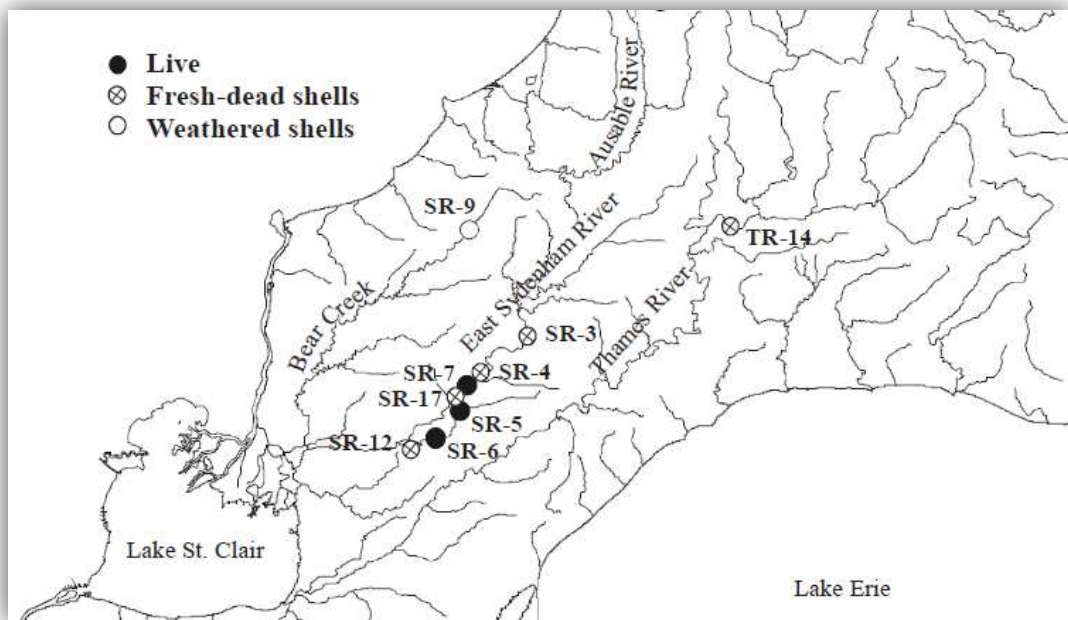 Live
Fresh-dead shells
Weathered shells
Ausable River
SR-9
TR-14
East Sydenham River
Bear Creek
Thames River
SR-3
SR-4
SR-7
SR-17
SR-5
SR-12
SR-6
Lake St. Clair
Lake Erie